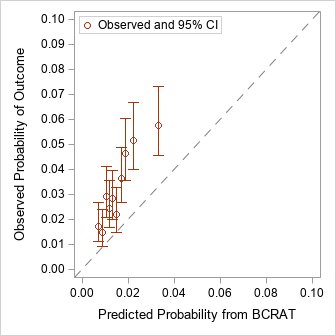 Observed and 95% CI
Observed Probability of Outcome
0.10
0.09
0.08
0.07
0.06
0.05
0.04
0.03
0.02
0.01
0.00
0.00 0.02 0.04 0.06 0.08 0.10
Predicted Probability from BCRAT